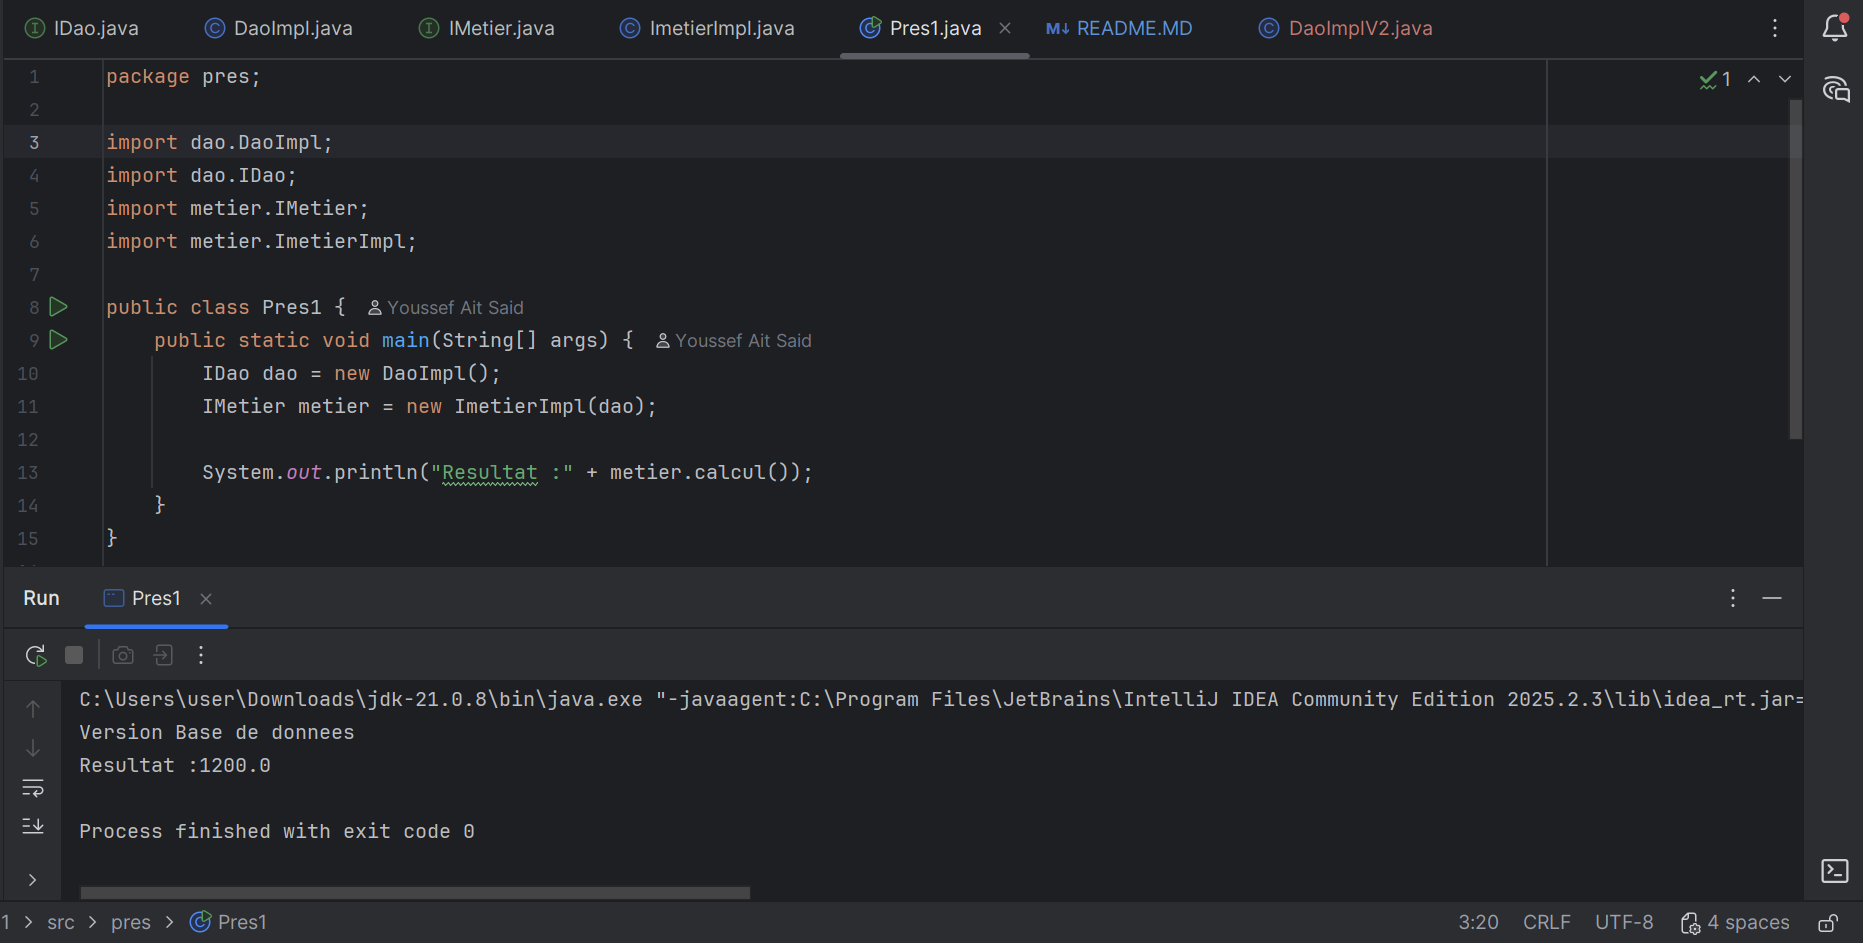 IDao.java DaoImpl.java IMetier.java ImetierImpl.java Pres1.java M↓ README.MD DaoImplV2.java
1 package pres;
2
3 import dao.DaoImpl;
4 import dao.IDao;
5 import metier.IMetier;
6 import metier.ImetierImpl;
7
8 public class Pres1 { Youssef Ait Said
9 public static void main(String[] args) { Youssef Ait Said
10 IDao dao = new DaoImpl();
11 IMetier metier = new ImetierImpl(dao);
12
13 System.out.println("Resultat :" + metier.calcul());
14 }
15 }
1
Run Pres1
C:\Users\user\Downloads\jdk-21.0.8\bin\java.exe "-javaagent:C:\Program Files\JetBrains\IntelliJ IDEA Community Edition 2025.2.3\lib\idea_rt.jar=
Version Base de donnees
Resultat :1200.0
Process finished with exit code 0
1 > src > pres > Pres1 3:20 CRLF UTF-8 4 spaces